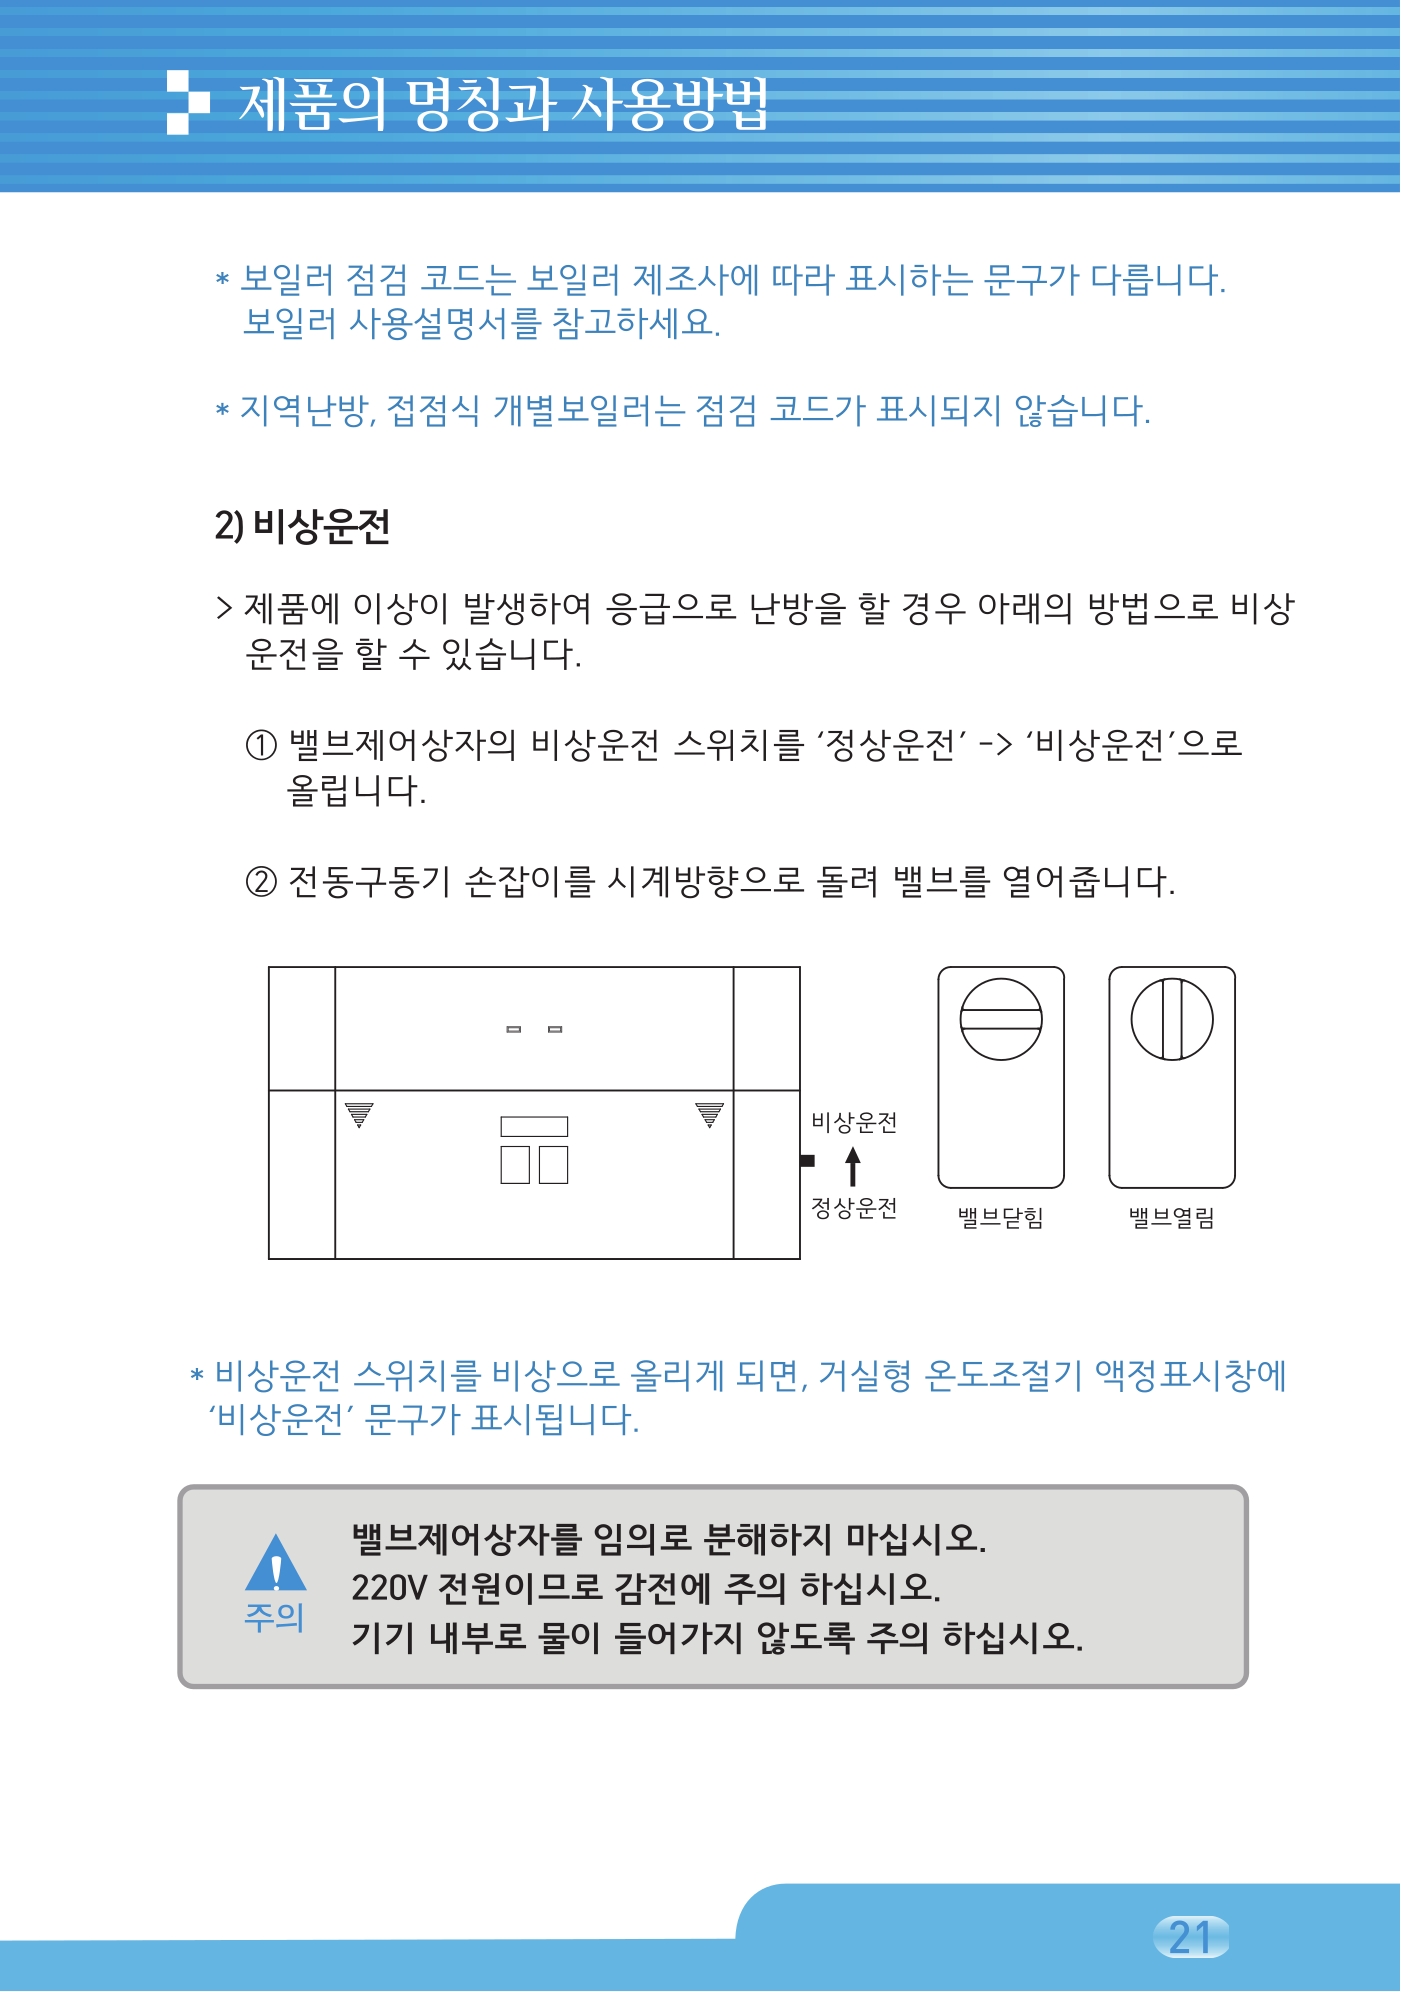 제품의 명칭과 사용방법
* 보일러 점검 코드는 보일러 제조사에 따라 표시하는 문구가 다릅니다.
보일러 사용설명서를 참고하세요.
* 지역난방, 접점식 개별보일러는 점검 코드가 표시되지 않습니다.
2) 비상운전
> 제품에 이상이 발생하여 응급으로 난방을 할 경우 아래의 방법으로 비상
운전을 할 수 있습니다.
① 밸브제어상자의 비상운전 스위치를 ‘정상운전’ -> ‘비상운전’으로
올립니다.
② 전동구동기 손잡이를 시계방향으로 돌려 밸브를 열어줍니다.
비상운전
정상운전
밸브닫힘
밸브열림
* 비상운전 스위치를 비상으로 올리게 되면, 거실형 온도조절기 액정표시창에
‘비상운전’ 문구가 표시됩니다.
주의
밸브제어상자를 임의로 분해하지 마십시오.
220V 전원이므로 감전에 주의 하십시오.
기기 내부로 물이 들어가지 않도록 주의 하십시오.
21